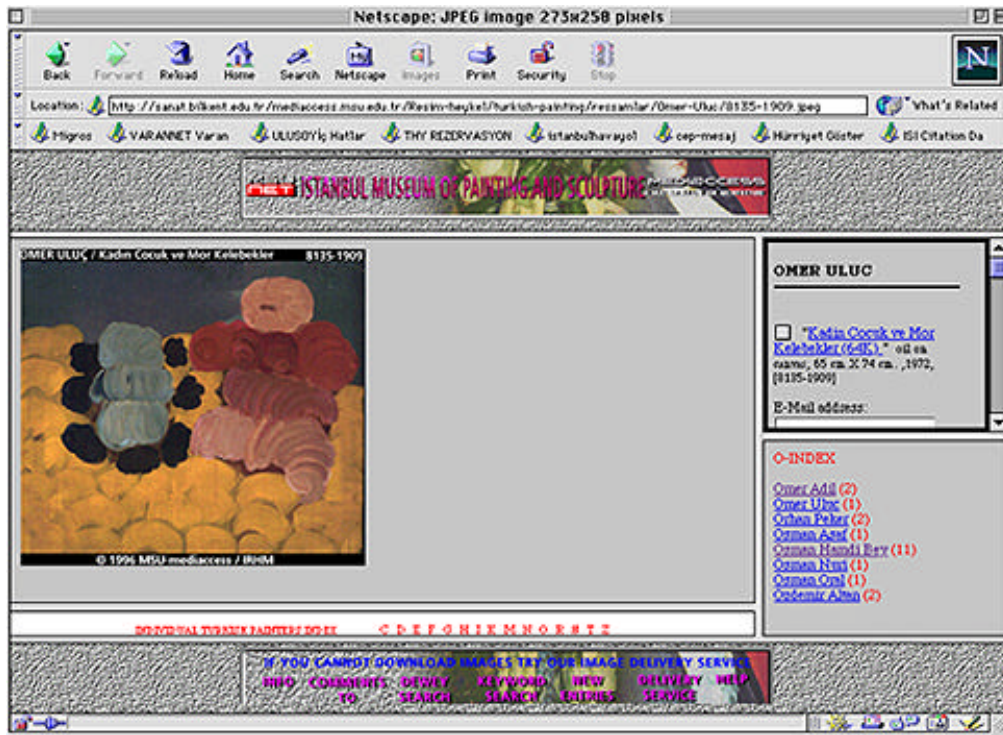 Netscape: JPEG image 273x258 pixels
Back Forward Reload Home Search Netscape Images Print Security Stop
Location: http://sanat.bilkent.edu.tr/mediaccess.msu.edu.tr/Resim-heykel/turkish-painting/ressamlar/Omer-Uluc/8135-1909.jpeg What's Related
Migros VARANNET Varan ULUSOYİç Hatlar THY REZERVASYON istanbulhavayol cep-mesaj Hürriyet Göster ISI Citation Da
NET ISTANBUL MUSEUM OF PAINTING AND SCULPTURE MEDIACCESS
OMER ULUÇ / Kadin Cocuk ve Mor Kelebekler 8135-1909
© 1996 MSU-mediaccess / IRHM
OMER ULUC
"Kadin Cocuk ve Mor
Kelebekler (64K)," oil on
canvas, 65 cm. X 74 cm. ,1972,
[8135-1909]
E-Mail address:
O-INDEX
Omer Adil (2)
Omer Uluc (1)
Orhan Peker (2)
Osman Asaf (1)
Osman Hamdi Bey (11)
Osman Nuri (1)
Osman Oral (1)
Ozdemir Altan (2)
INDIVIDUAL TURKISH PAINTERS INDEX C D E F G H I K M N O R S T Z
IF YOU CANNOT DOWNLOAD IMAGES TRY OUR IMAGE DELIVERY SERVICE
INFO COMMENTS DEWEY KEYWORD NEW DELIVERY HELP
TO SEARCH SEARCH ENTRIES SERVICE